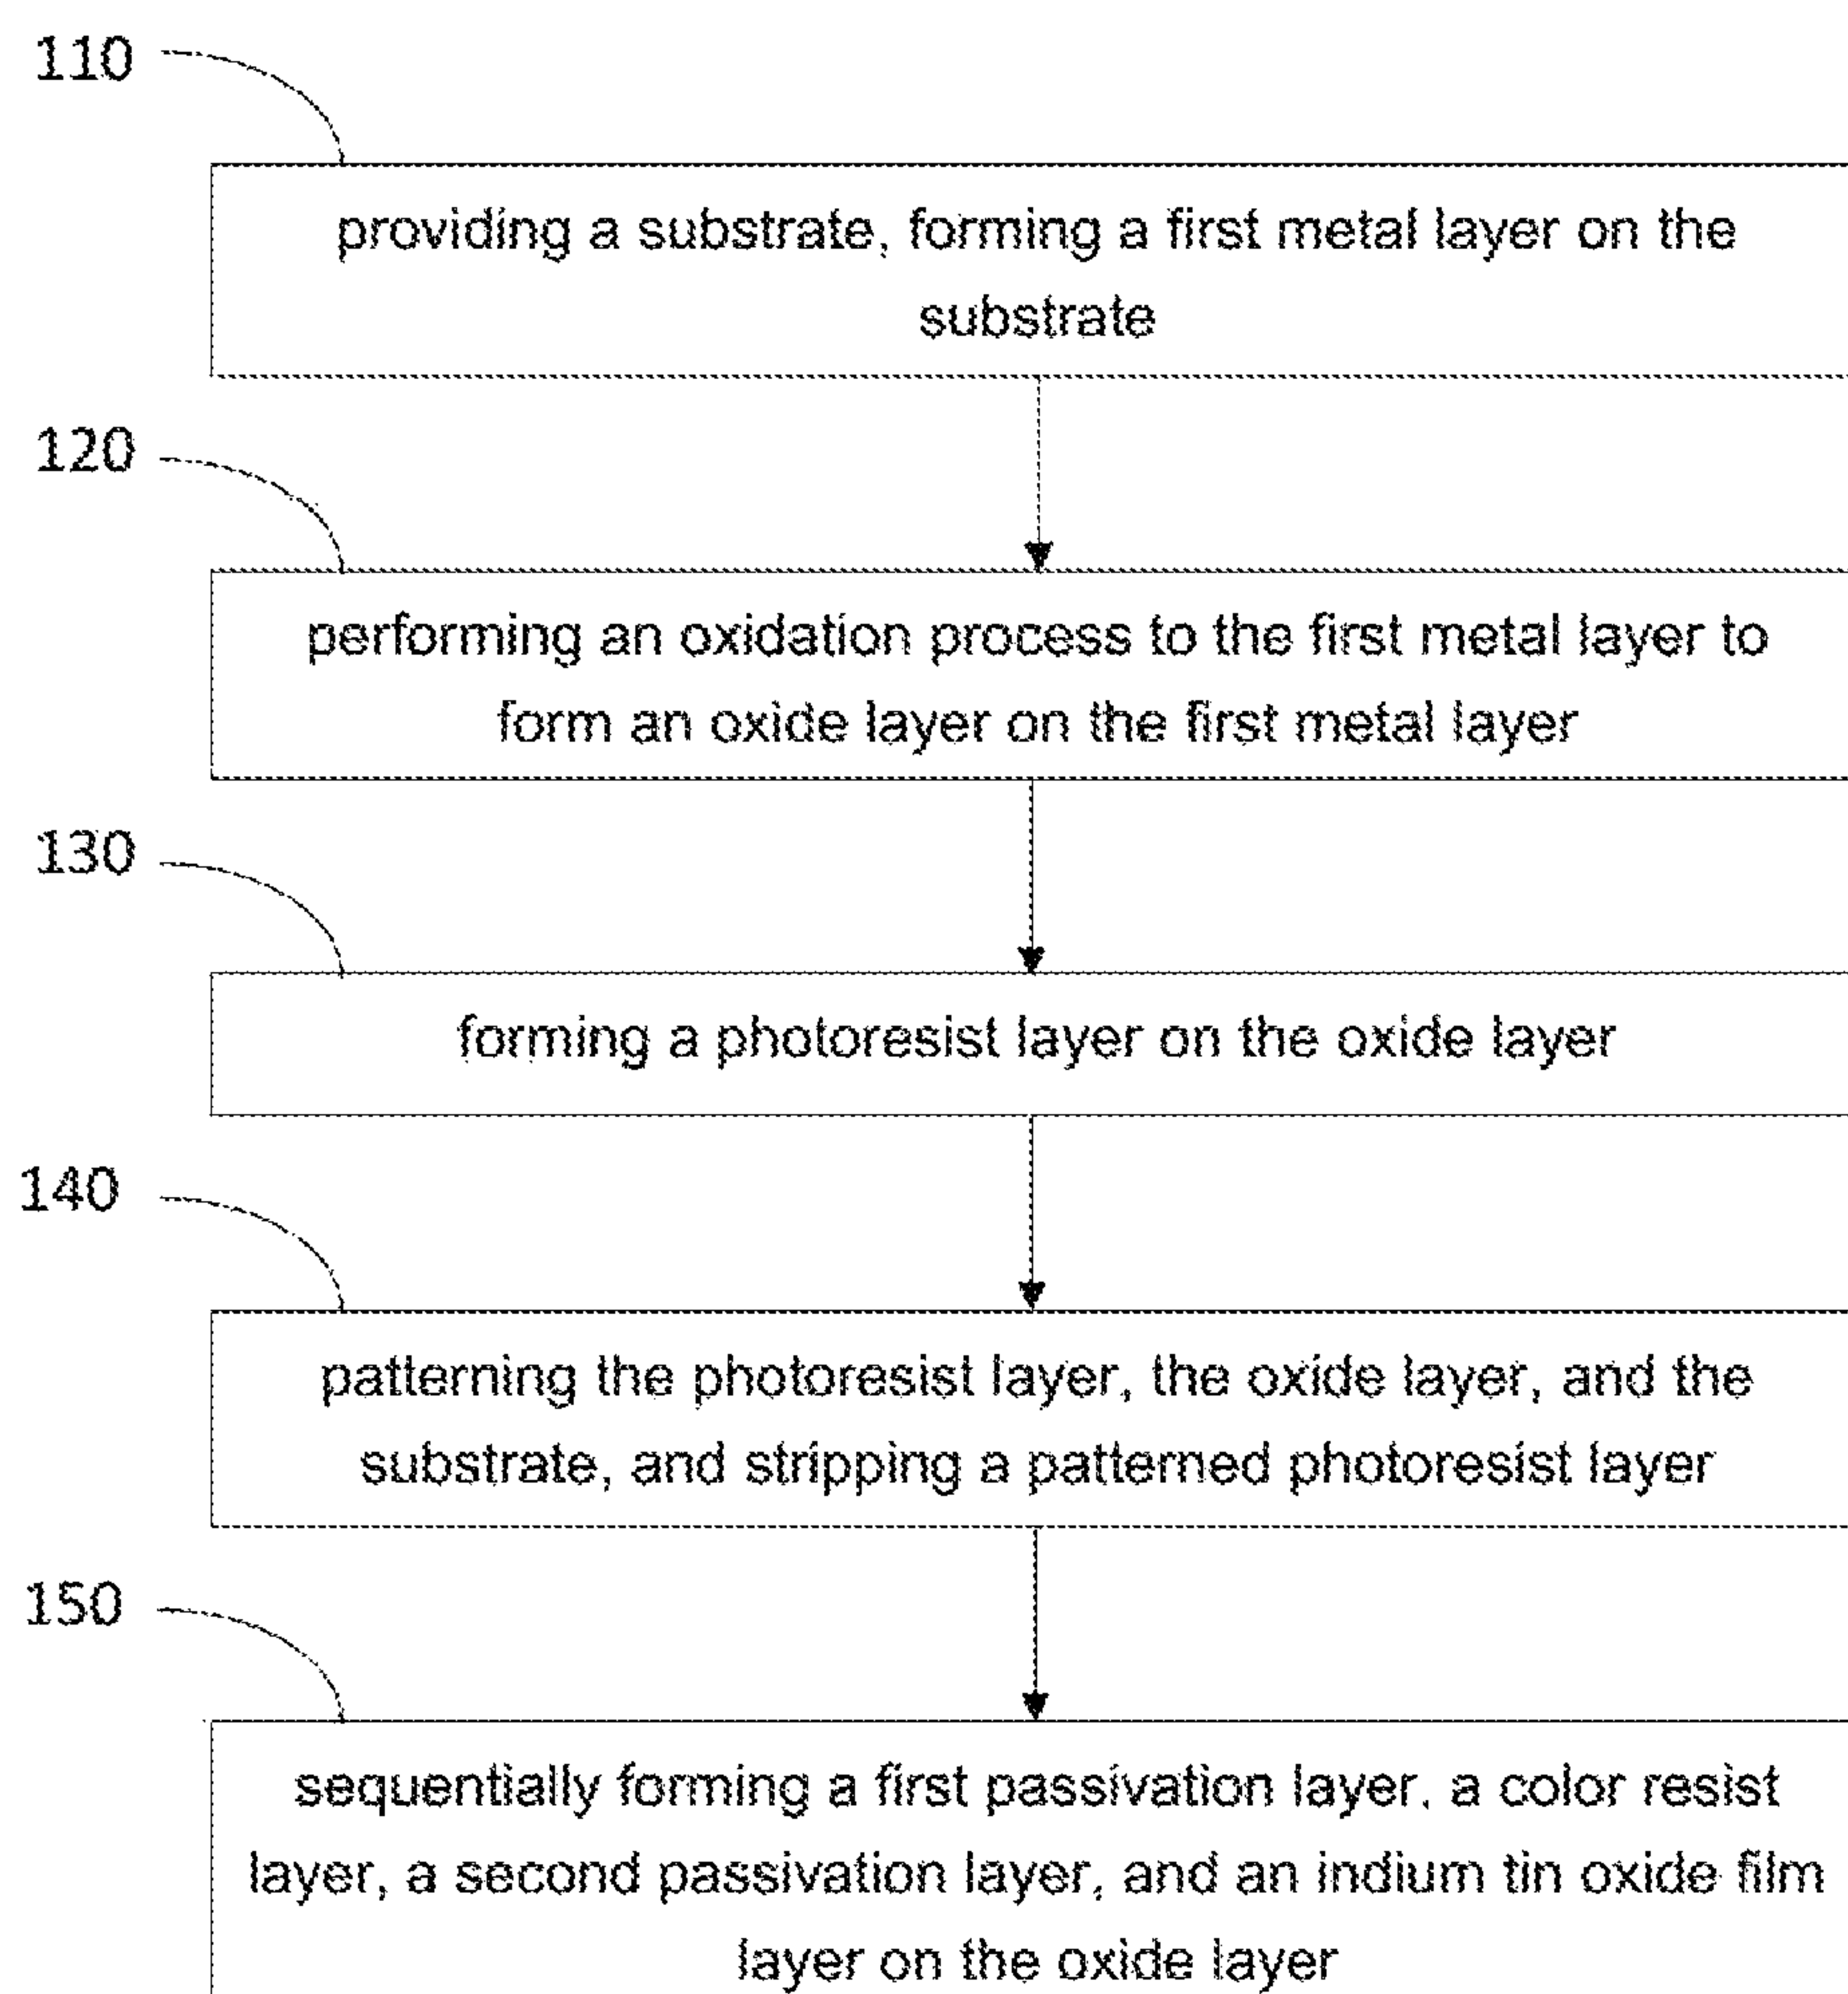 110
providing a substrate, forming a first metal layer on the
substrate
120
performing an oxidation process to the first metal layer to
form an oxide layer on the first metal layer
130
forming a photoresist layer on the oxide layer
140
patterning the photoresist layer, the oxide layer, and the
substrate, and stripping a patterned photoresist layer
150
sequentially forming a first passivation layer, a color resist
layer, a second passivation layer, and an indium tin oxide film
layer on the oxide layer